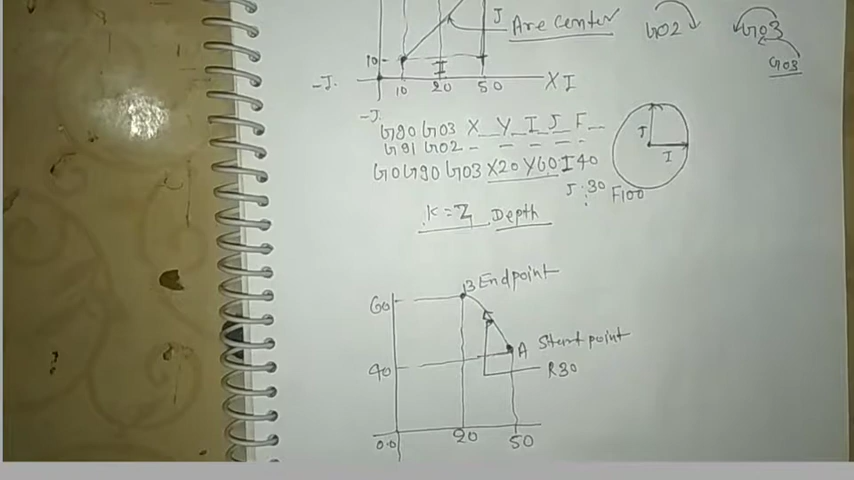 J Arc Center G02 G03
10 G03
-J. 10 20 50 X I
-J.
G90 G03 X__Y__I__J__F__
G91 G02 - - - - -
G0 G90 G03 X20 Y60 I40
J.30 F100
J
I
K = Z Depth
60 B Endpoint
A Start point
40 R30
0.0 20 50